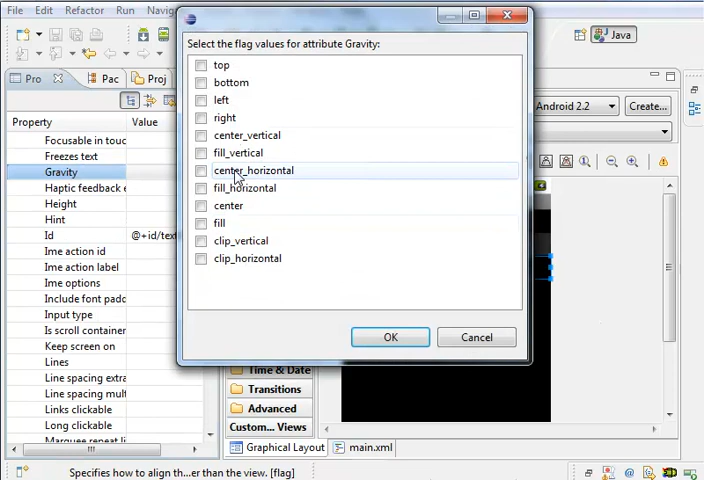 File Edit Refactor Run Navig
Java
Select the flag values for attribute Gravity:
top
bottom
left
right
center_vertical
fill_vertical
center_horizontal
fill_horizontal
center
fill
clip_vertical
clip_horizontal
OK
Cancel
Pro
Pac
Proj
Property
Value
Focusable in touc
Freezes text
Gravity
Haptic feedback e
Height
Hint
Id
@+id/text
Ime action id
Ime action label
Ime options
Include font padd
Input type
Is scroll container
Keep screen on
Lines
Line spacing extra
Line spacing mult
Links clickable
Long clickable
Marquee repeat li
Android 2.2
Create...
Time & Date
Transitions
Advanced
Custom... Views
Graphical Layout
main.xml
Specifies how to align th...er than the view. [flag]